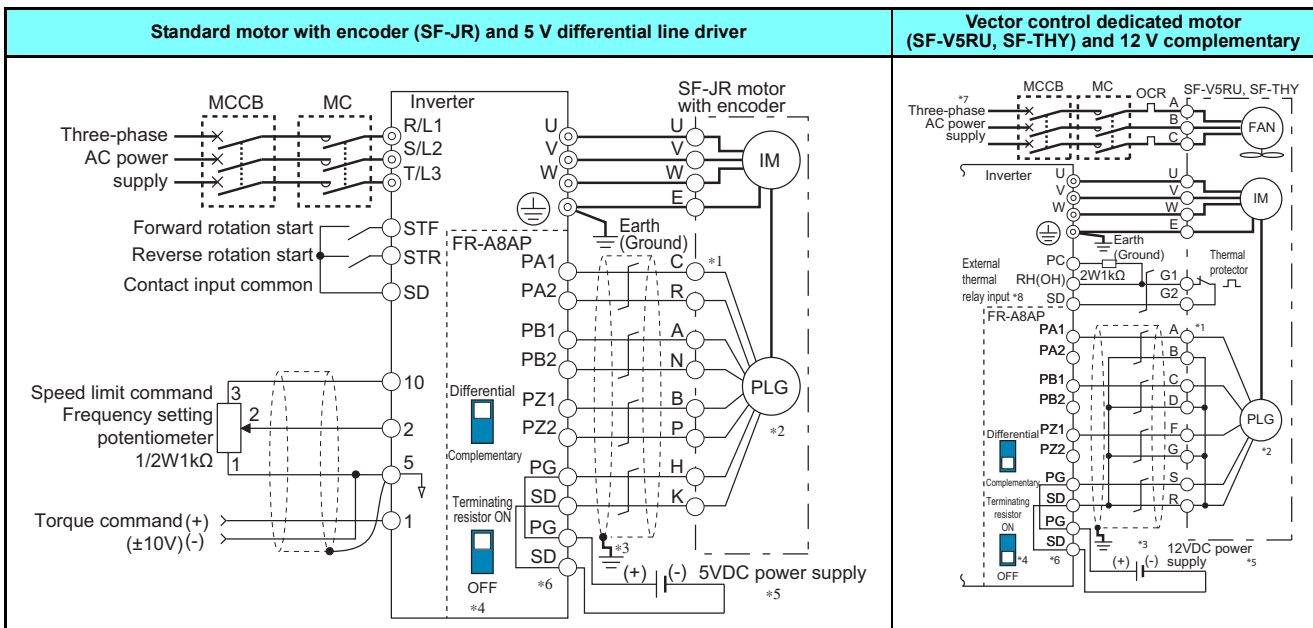 Standard motor with encoder (SF-JR) and 5 V differential line driver
Vector control dedicated motor
(SF-V5RU, SF-THY) and 12 V complementary
MCCB
MC
Inverter
SF-JR motor
with encoder
Three-phase
AC power
supply
R/L1
S/L2
T/L3
U
V
W
U
V
W
E
IM
Earth
(Ground)
Forward rotation start
Reverse rotation start
Contact input common
STF
STR
SD
FR-A8AP
PA1
PA2
PB1
PB2
PZ1
PZ2
PG
SD
PG
SD
C
R
A
N
B
P
H
K
*1
PLG
*2
Differential
Complementary
Terminating
resistor ON
OFF
*4
*6
*3
(+)
(-)
5VDC power supply
*5
Speed limit command
Frequency setting
potentiometer
1/2W1kΩ
3
2
1
10
2
5
1
Torque command(+)
(±10V)(-)
*7
Three-phase
AC power
supply
MCCB
MC
OCR
SF-V5RU, SF-THY
A
B
C
FAN
Inverter
U
V
W
U
V
W
E
IM
Earth
(Ground)
External
thermal
relay input *8
PC
RH(OH)
SD
2W1kΩ
G1
G2
Thermal
protector
FR-A8AP
PA1
PA2
PB1
PB2
PZ1
PZ2
PG
SD
PG
SD
A
B
C
D
F
G
S
R
*1
PLG
*2
Differential
Complementary
Terminating
resistor
ON
OFF
*4
*6
*3
(+)
(-)
12VDC power
supply
*5